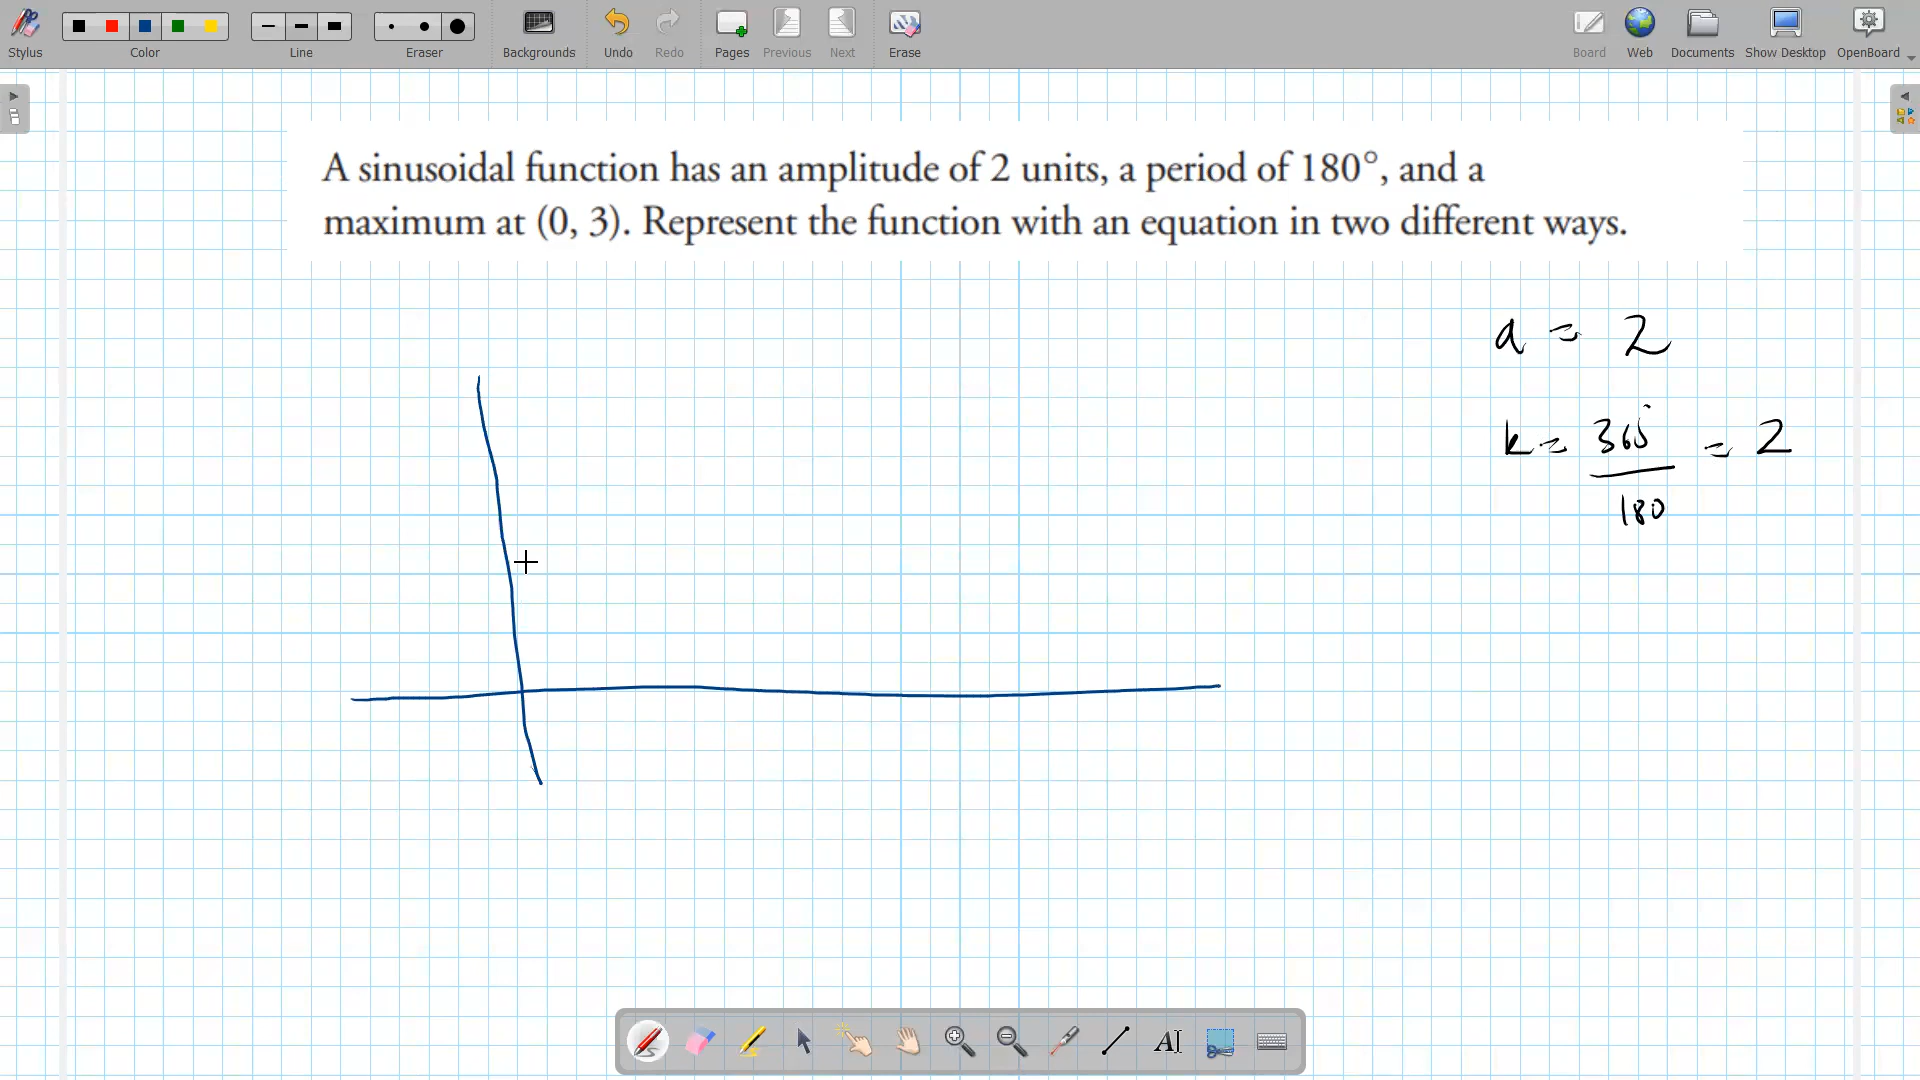 Stylus Color Line Eraser Backgrounds Undo Redo Pages Previous Next Erase Board Web Documents Show Desktop OpenBoard
A sinusoidal function has an amplitude of 2 units, a period of 180°, and a
maximum at (0, 3). Represent the function with an equation in two different ways.
a = 2
k = 360° = 2
180